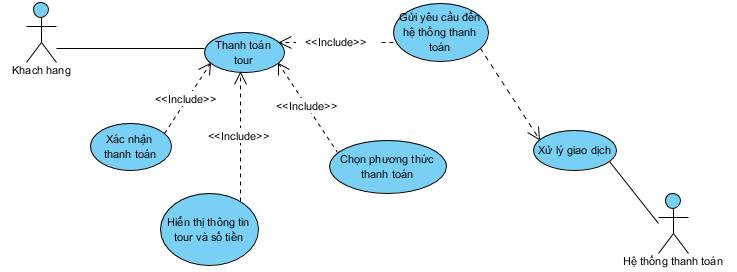 Gửi yêu cầu đến
hệ thống thanh
toán
Thanh toán
tour
<<Include>>
Khach hang
<<Include>>
<<Include>>
<<Include>>
Xác nhận
thanh toán
Chọn phương thức
thanh toán
Xử lý giao dịch
Hiển thị thông tin
tour và số tiền
Hệ thống thanh toán